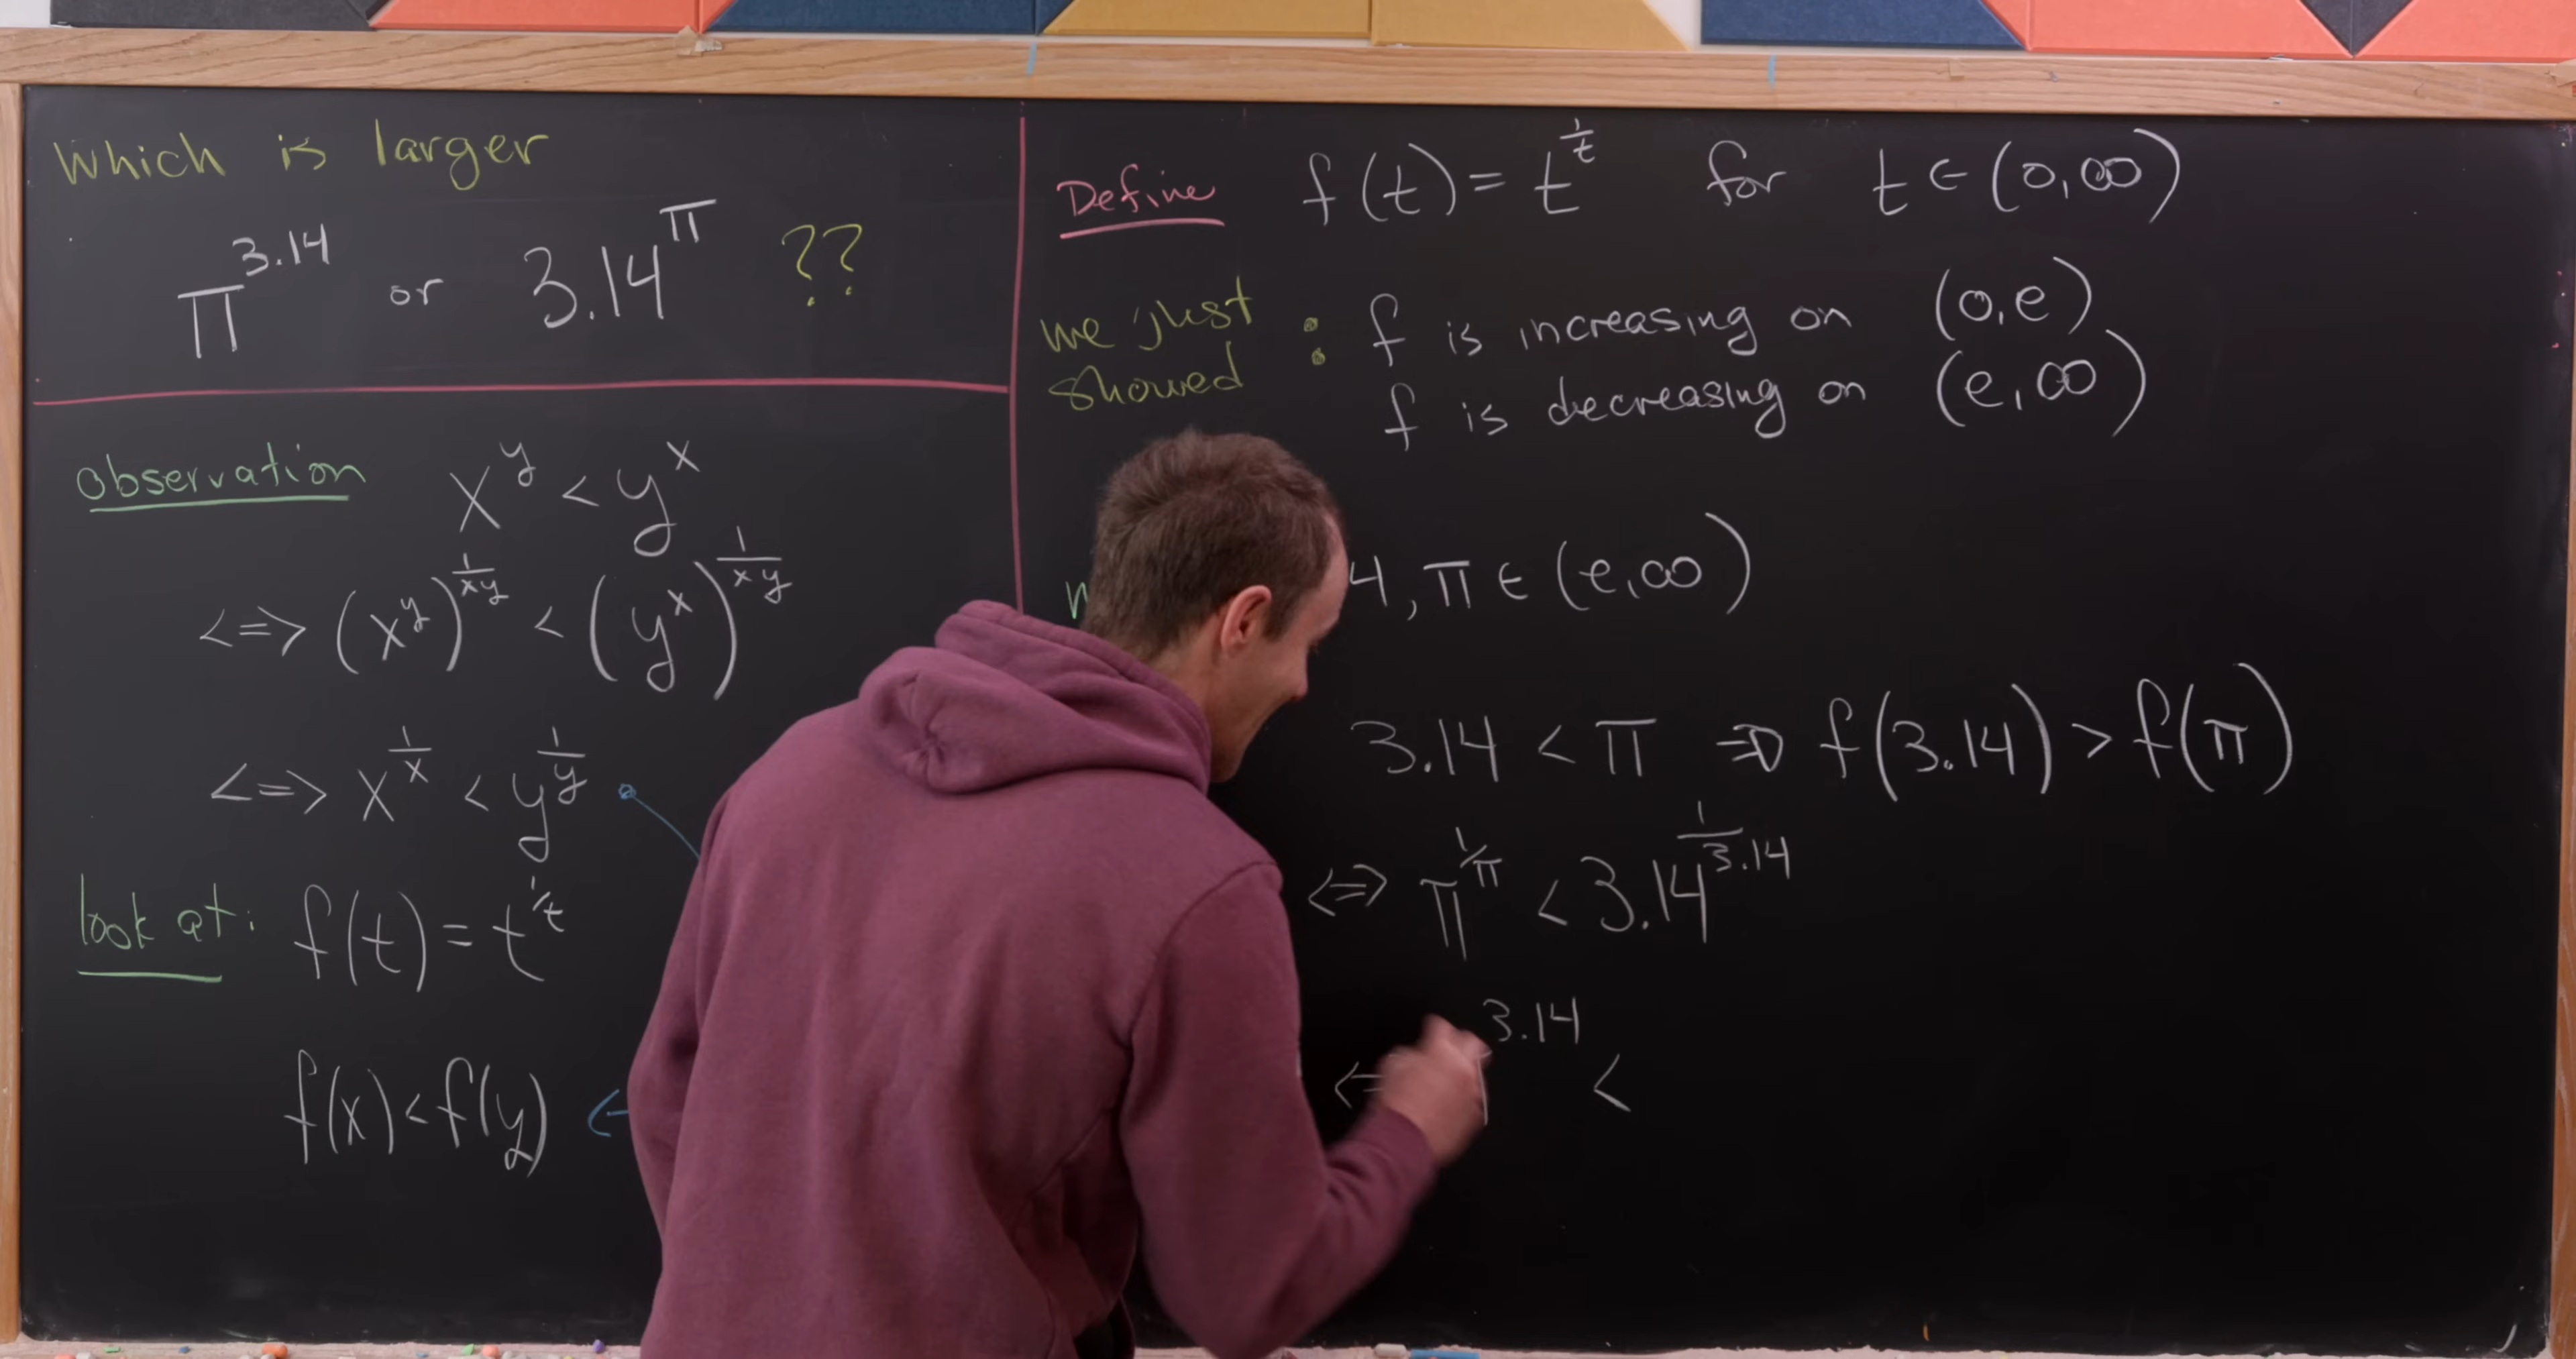 Which is larger
π^3.14 or 3.14^π ??
observation x^y < y^x
<=> (x^y)^(1/xy) < (y^x)^(1/xy)
<=> x^(1/x) < y^(1/y)
look at: f(t) = t^(1/t)
f(x) < f(y) <-
Define f(t) = t^(1/t) for t ∈ (0,∞)
we just showed : f is increasing on (0,e)
f is decreasing on (e,∞)
4, π ∈ (e,∞)
3.14 < π => f(3.14) > f(π)
<=> π^(1/π) < 3.14^(1/3.14)
3.14 <